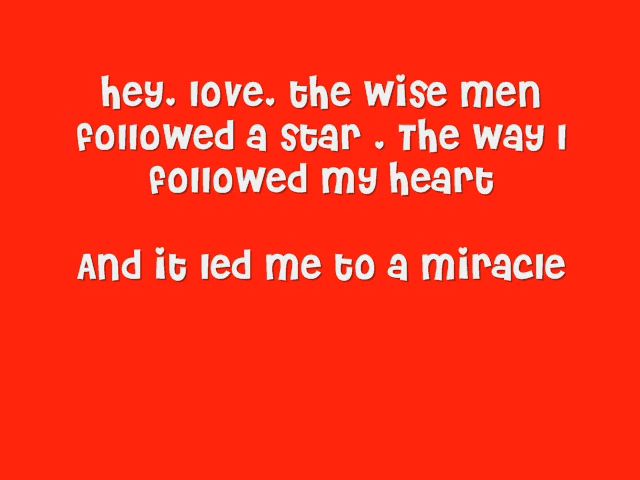 hey. love. the wise men
followed a star . The way I
followed my heart
And it led me to a miracle